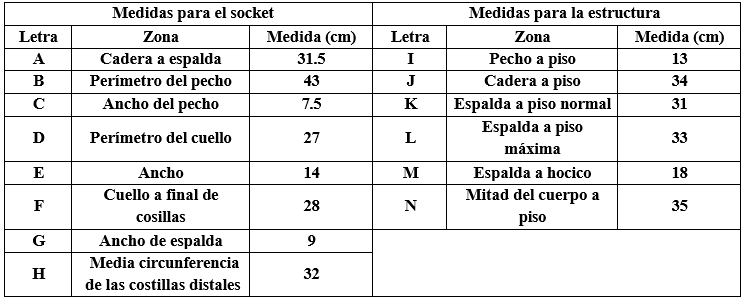 Medidas para el socket Medidas para la estructura
Letra Zona Medida (cm) Letra Zona Medida (cm)
A Cadera a espalda 31.5 I Pecho a piso 13
B Perímetro del pecho 43 J Cadera a piso 34
C Ancho del pecho 7.5 K Espalda a piso normal 31
D Perímetro del cuello 27 L Espalda a piso
máxima 33
E Ancho 14 M Espalda a hocico 18
F Cuello a final de
cosillas 28 N Mitad del cuerpo a
piso 35
G Ancho de espalda 9
H Media circunferencia
de las costillas distales 32